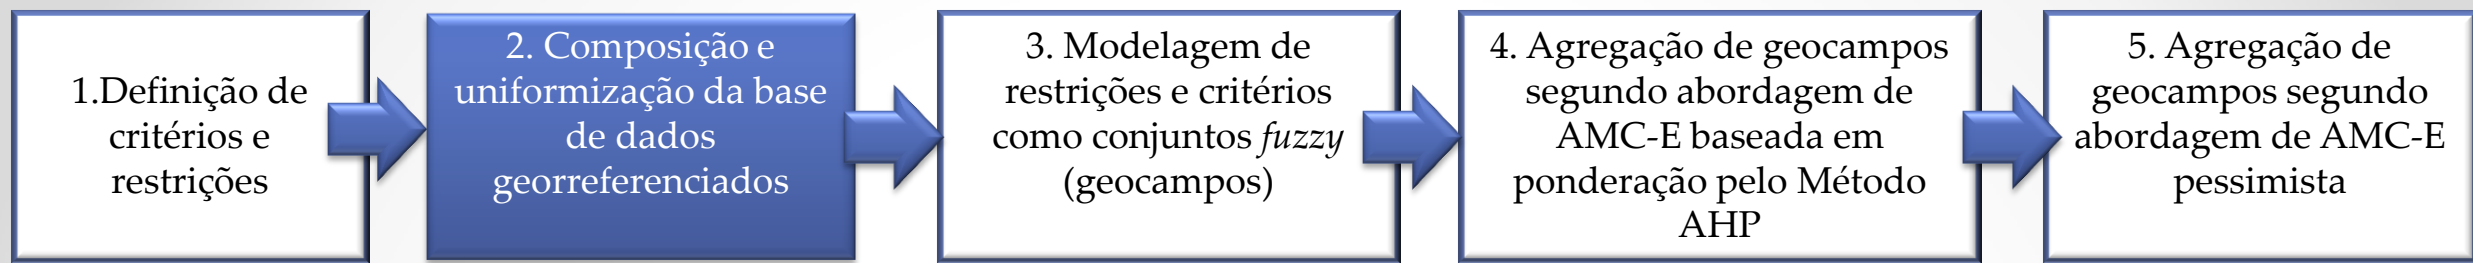 1.Definição de
critérios e
restrições
2. Composição e
uniformização da base
de dados
georreferenciados
3. Modelagem de
restrições e critérios
como conjuntos fuzzy
(geocampos)
4. Agregação de geocampos
segundo abordagem de
AMC-E baseada em
ponderação pelo Método
AHP
5. Agregação de
geocampos segundo
abordagem de AMC-E
pessimista